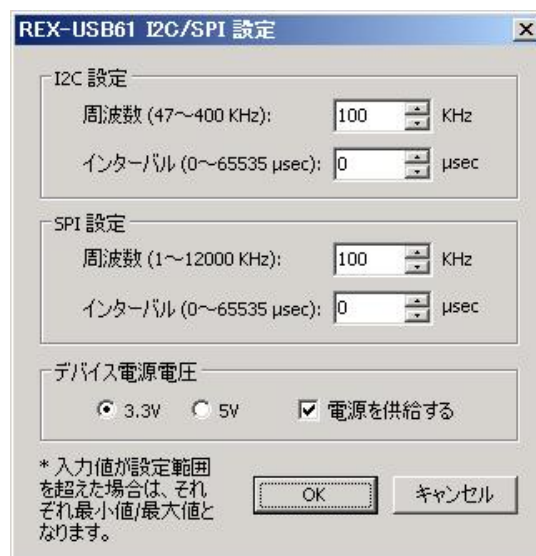 REX-USB61 I2C/SPI 設定
I2C 設定
周波数 (47～400 KHz): 100 KHz
インターバル (0～65535 μsec): 0 μsec
SPI 設定
周波数 (1～12000 KHz): 100 KHz
インターバル (0～65535 μsec): 0 μsec
デバイス電源電圧
3.3V 5V 電源を供給する
* 入力値が設定範囲
を超えた場合は、それ
ぞれ最小値/最大値と
なります。
OK キャンセル